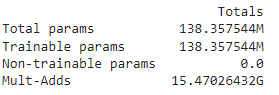 Totals
Total params 138.357544M
Trainable params 138.357544M
Non-trainable params 0.0
Mult-Adds 15.47026432G